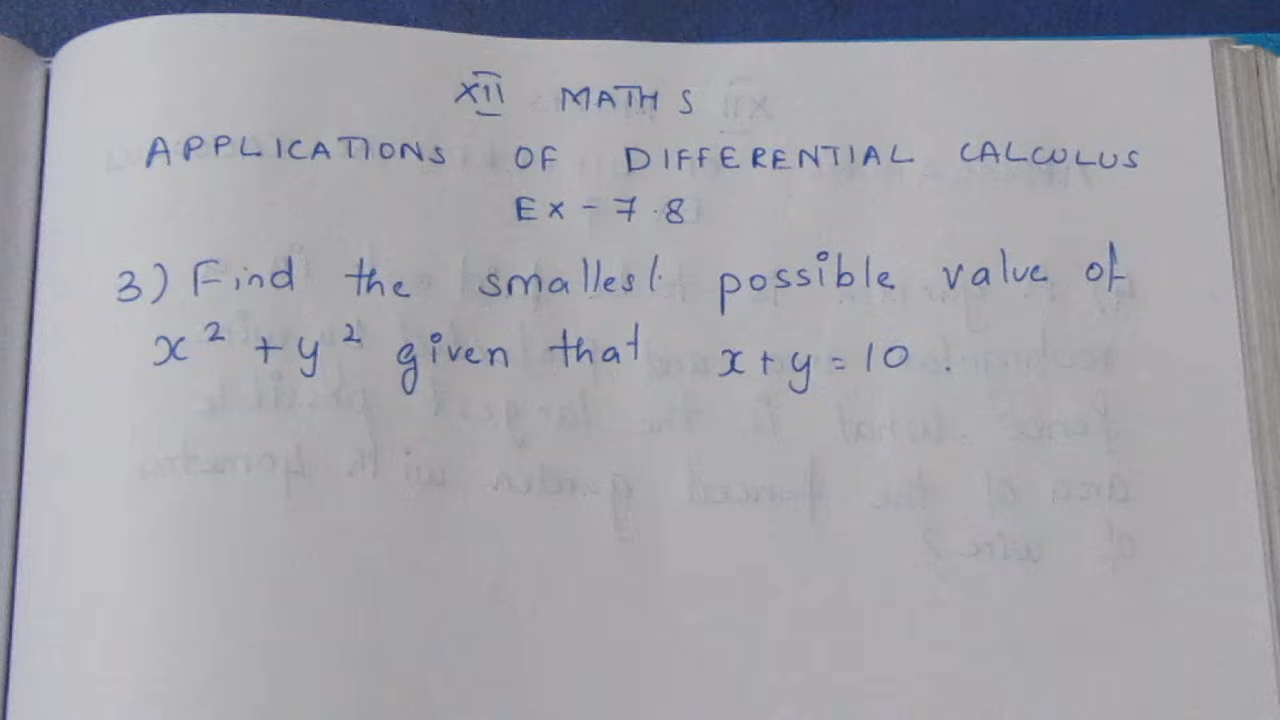 XII MATHS
APPLICATIONS OF DIFFERENTIAL CALCULUS
Ex - 7.8
3) Find the smallest possible value of
x² + y² given that x + y = 10.